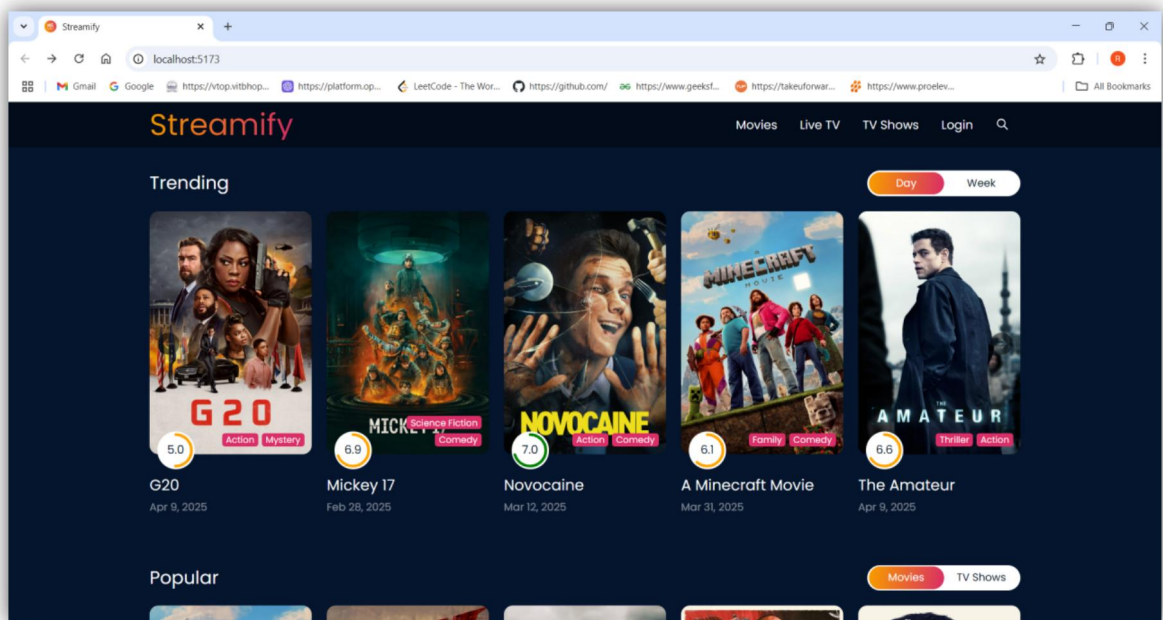 Streamify
localhost:5173
Gmail Google https://vtop.vitbhop... https://platform.op... LeetCode - The Wor... https://github.com/ https://www.geeksf... https://takeuforwar... https://www.proelev... All Bookmarks
Streamify Movies Live TV TV Shows Login
Trending Day Week
G20
MICKEY 17
NOVOCAINE
A MINECRAFT MOVIE
THE AMATEUR
Action Mystery
Science Fiction
Comedy
Action Comedy
Family Comedy
Thriller Action
5.0 6.9 7.0 6.1 6.6
G20 Mickey 17 Novocaine A Minecraft Movie The Amateur
Apr 9, 2025 Feb 28, 2025 Mar 12, 2025 Mar 31, 2025 Apr 9, 2025
Popular Movies TV Shows